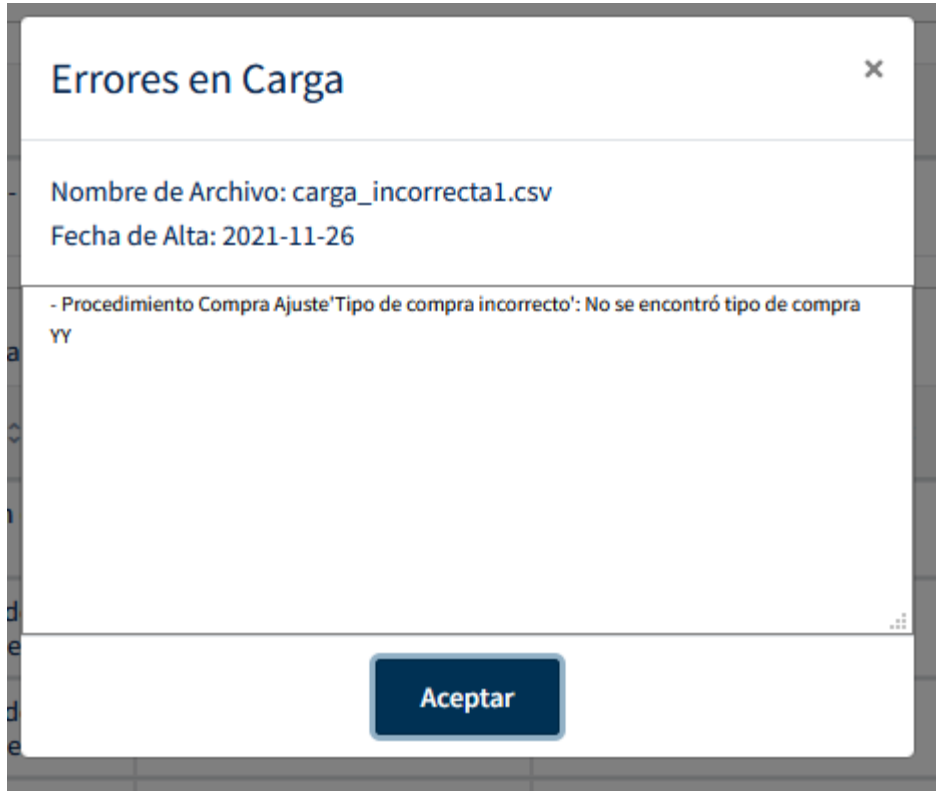 Errores en Carga
×
Nombre de Archivo: carga_incorrecta1.csv
Fecha de Alta: 2021-11-26
- Procedimiento Compra Ajuste'Tipo de compra incorrecto': No se encontró tipo de compra
YY
Aceptar